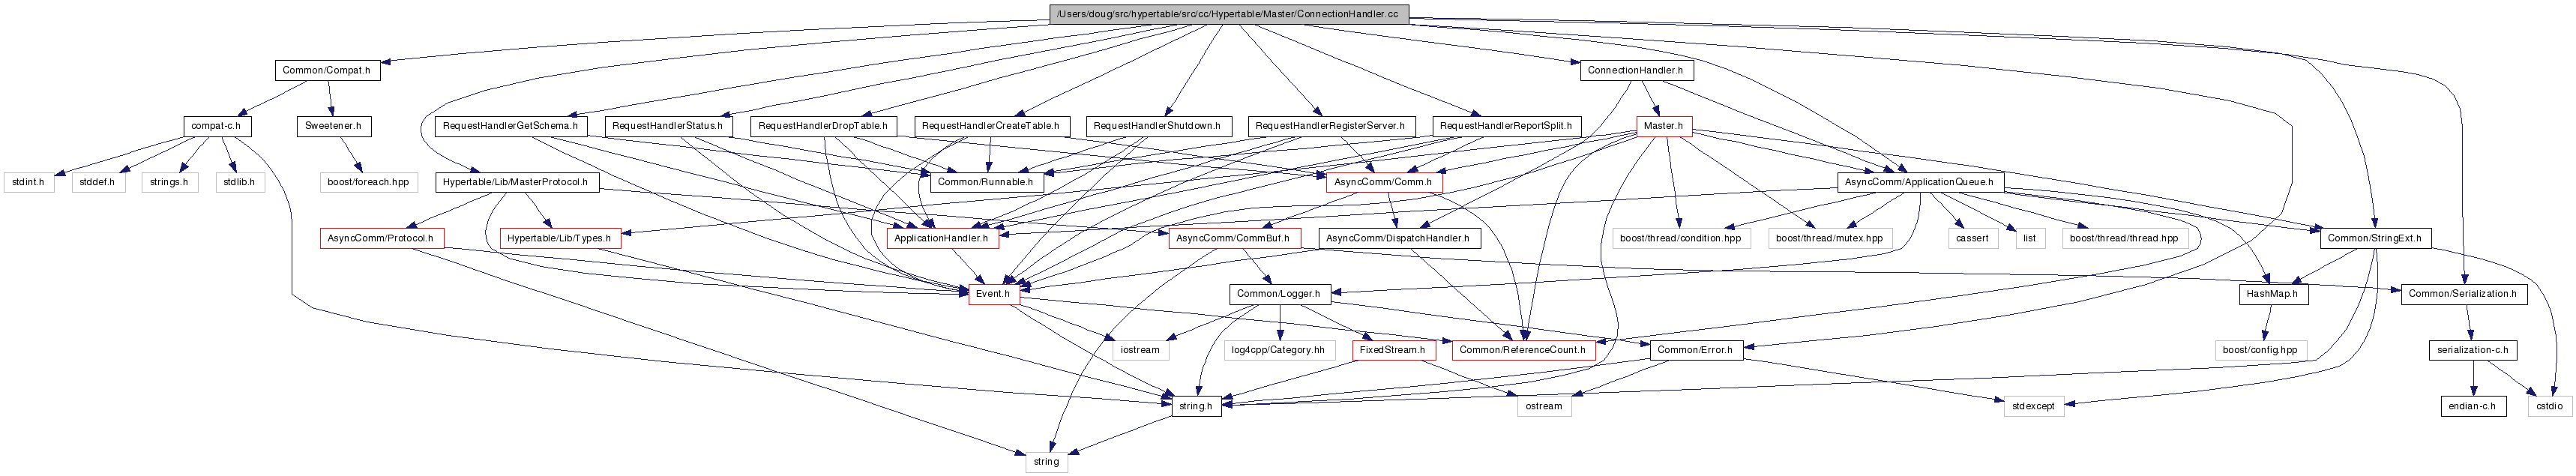 /Users/doug/src/hypertable/src/cc/Hypertable/Master/ConnectionHandler.cc
Common/Compat.h
ConnectionHandler.h
compat-c.h
Sweetener.h
RequestHandlerGetSchema.h
RequestHandlerStatus.h
RequestHandlerDropTable.h
RequestHandlerCreateTable.h
RequestHandlerShutdown.h
RequestHandlerRegisterServer.h
RequestHandlerReportSplit.h
Master.h
stdint.h
stddef.h
strings.h
stdlib.h
boost/foreach.hpp
Hypertable/Lib/MasterProtocol.h
Common/Runnable.h
AsyncComm/Comm.h
AsyncComm/ApplicationQueue.h
AsyncComm/Protocol.h
Hypertable/Lib/Types.h
ApplicationHandler.h
AsyncComm/CommBuf.h
AsyncComm/DispatchHandler.h
boost/thread/condition.hpp
boost/thread/mutex.hpp
cassert
list
boost/thread/thread.hpp
Common/StringExt.h
Event.h
Common/Logger.h
HashMap.h
Common/Serialization.h
iostream
log4cpp/Category.hh
FixedStream.h
Common/ReferenceCount.h
Common/Error.h
boost/config.hpp
serialization-c.h
string.h
ostream
stdexcept
endian-c.h
cstdio
string